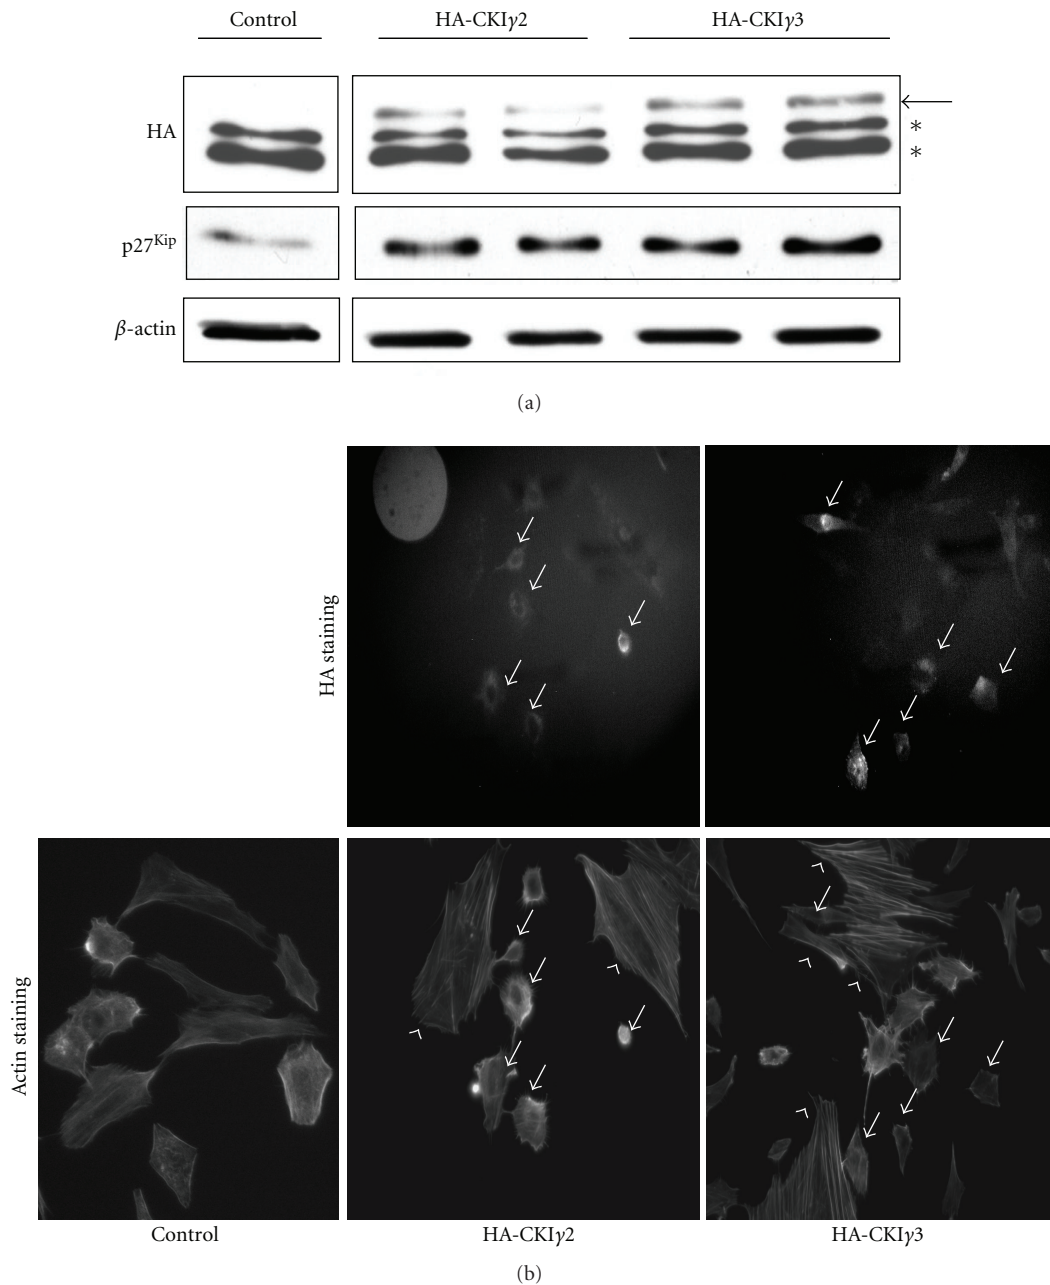 Control HA-CKIγ2 HA-CKIγ3
HA
*
*
p27Kip
β-actin
(a)
HA staining
Actin staining
Control HA-CKIγ2 HA-CKIγ3
(b)